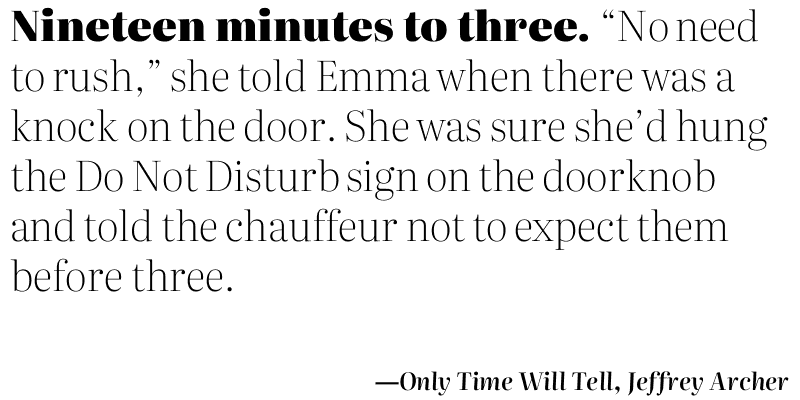 Nineteen minutes to three. “No need
to rush,” she told Emma when there was a
knock on the door. She was sure she’d hung
the Do Not Disturb sign on the doorknob
and told the chauffeur not to expect them
before three.
—Only Time Will Tell, Jeffrey Archer